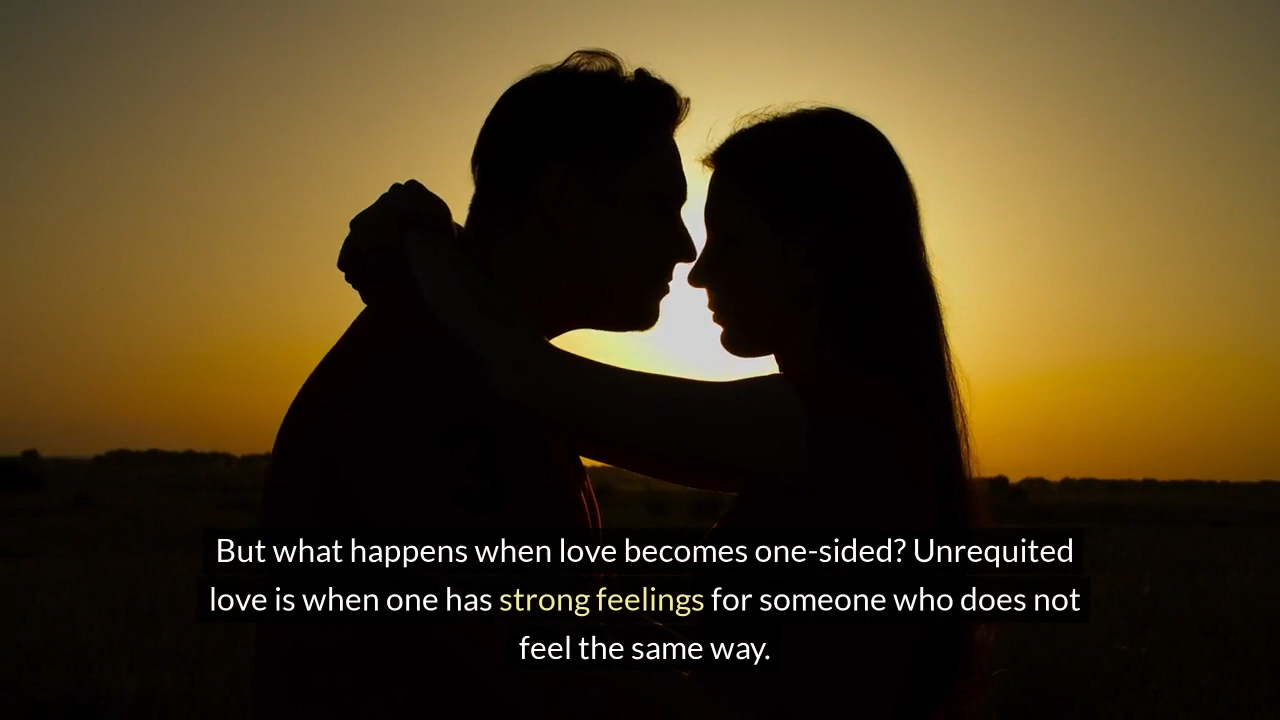 But what happens when love becomes one-sided? Unrequited
love is when one has strong feelings for someone who does not
feel the same way.